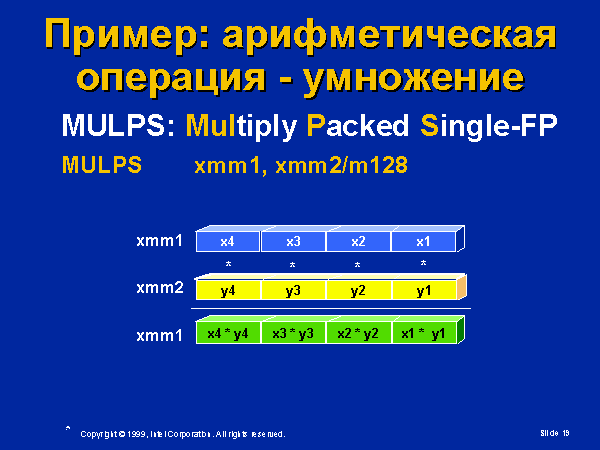 Пример: арифметическая
операция - умножение
MULPS: Multiply Packed Single-FP
MULPS xmm1, xmm2/m128
xmm1 x4 x3 x2 x1
* * * *
xmm2 y4 y3 y2 y1
xmm1 x4 * y4 x3 * y3 x2 * y2 x1 * y1
* Copyright © 1999, Intel Corporation. All rights reserved. Slide 19